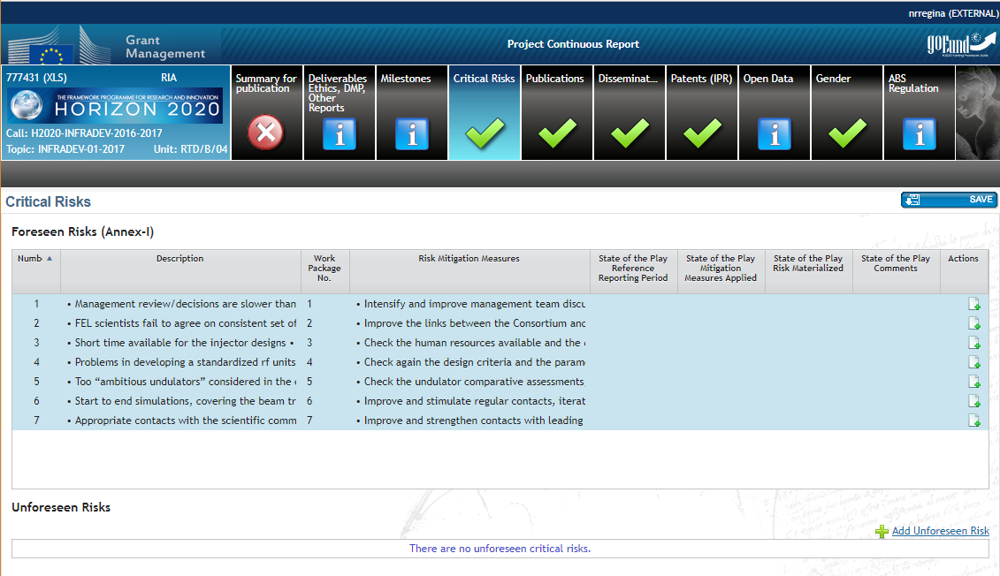 nrregina (EXTERNAL)
Grant
Management
Project Continuous Report
goFund
H2020 Funding Procedures Guide
777431 (XLS) RIA
THE FRAMEWORK PROGRAMME FOR RESEARCH AND INNOVATION
HORIZON 2020
Call: H2020-INFRADEV-2016-2017
Topic: INFRADEV-01-2017 Unit: RTD/B/04
Summary for
publication
Deliverables
Ethics, DMP,
Other
Reports
Milestones
Critical Risks
Publications
Disseminat...
Patents (IPR)
Open Data
Gender
ABS
Regulation
Critical Risks
SAVE
Foreseen Risks (Annex-I)
Numb
Description
Work
Package
No.
Risk Mitigation Measures
State of the Play
Reference
Reporting Period
State of the Play
Mitigation
Measures Applied
State of the Play
Risk Materialized
State of the Play
Comments
Actions
1 • Management review/decisions are slower than 1 • Intensify and improve management team discu
2 • FEL scientists fail to agree on consistent set of 2 • Improve the links between the Consortium and
3 • Short time available for the injector designs • 3 • Check the human resources available and the
4 • Problems in developing a standardized rf units 4 • Check again the design criteria and the param
5 • Too “ambitious undulators” considered in the 5 • Check the undulator comparative assessments,
6 • Start to end simulations, covering the beam tr 6 • Improve and stimulate regular contacts, iterat
7 • Appropriate contacts with the scientific comm 7 • Improve and strengthen contacts with leading
Unforeseen Risks
Add Unforeseen Risk
There are no unforeseen critical risks.